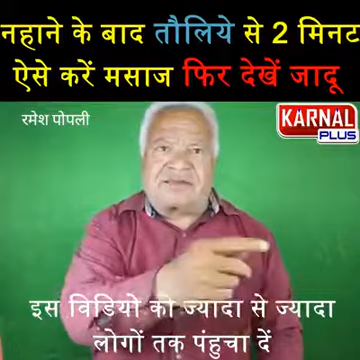 नहाने के बाद तौलिये से 2 मिनट
ऐसे करें मसाज फिर देखें जादू
रमेश पोपली
KARNAL
PLUS
इस विडियो को ज्यादा से ज्यादा
लोगों तक पंहुचा दें